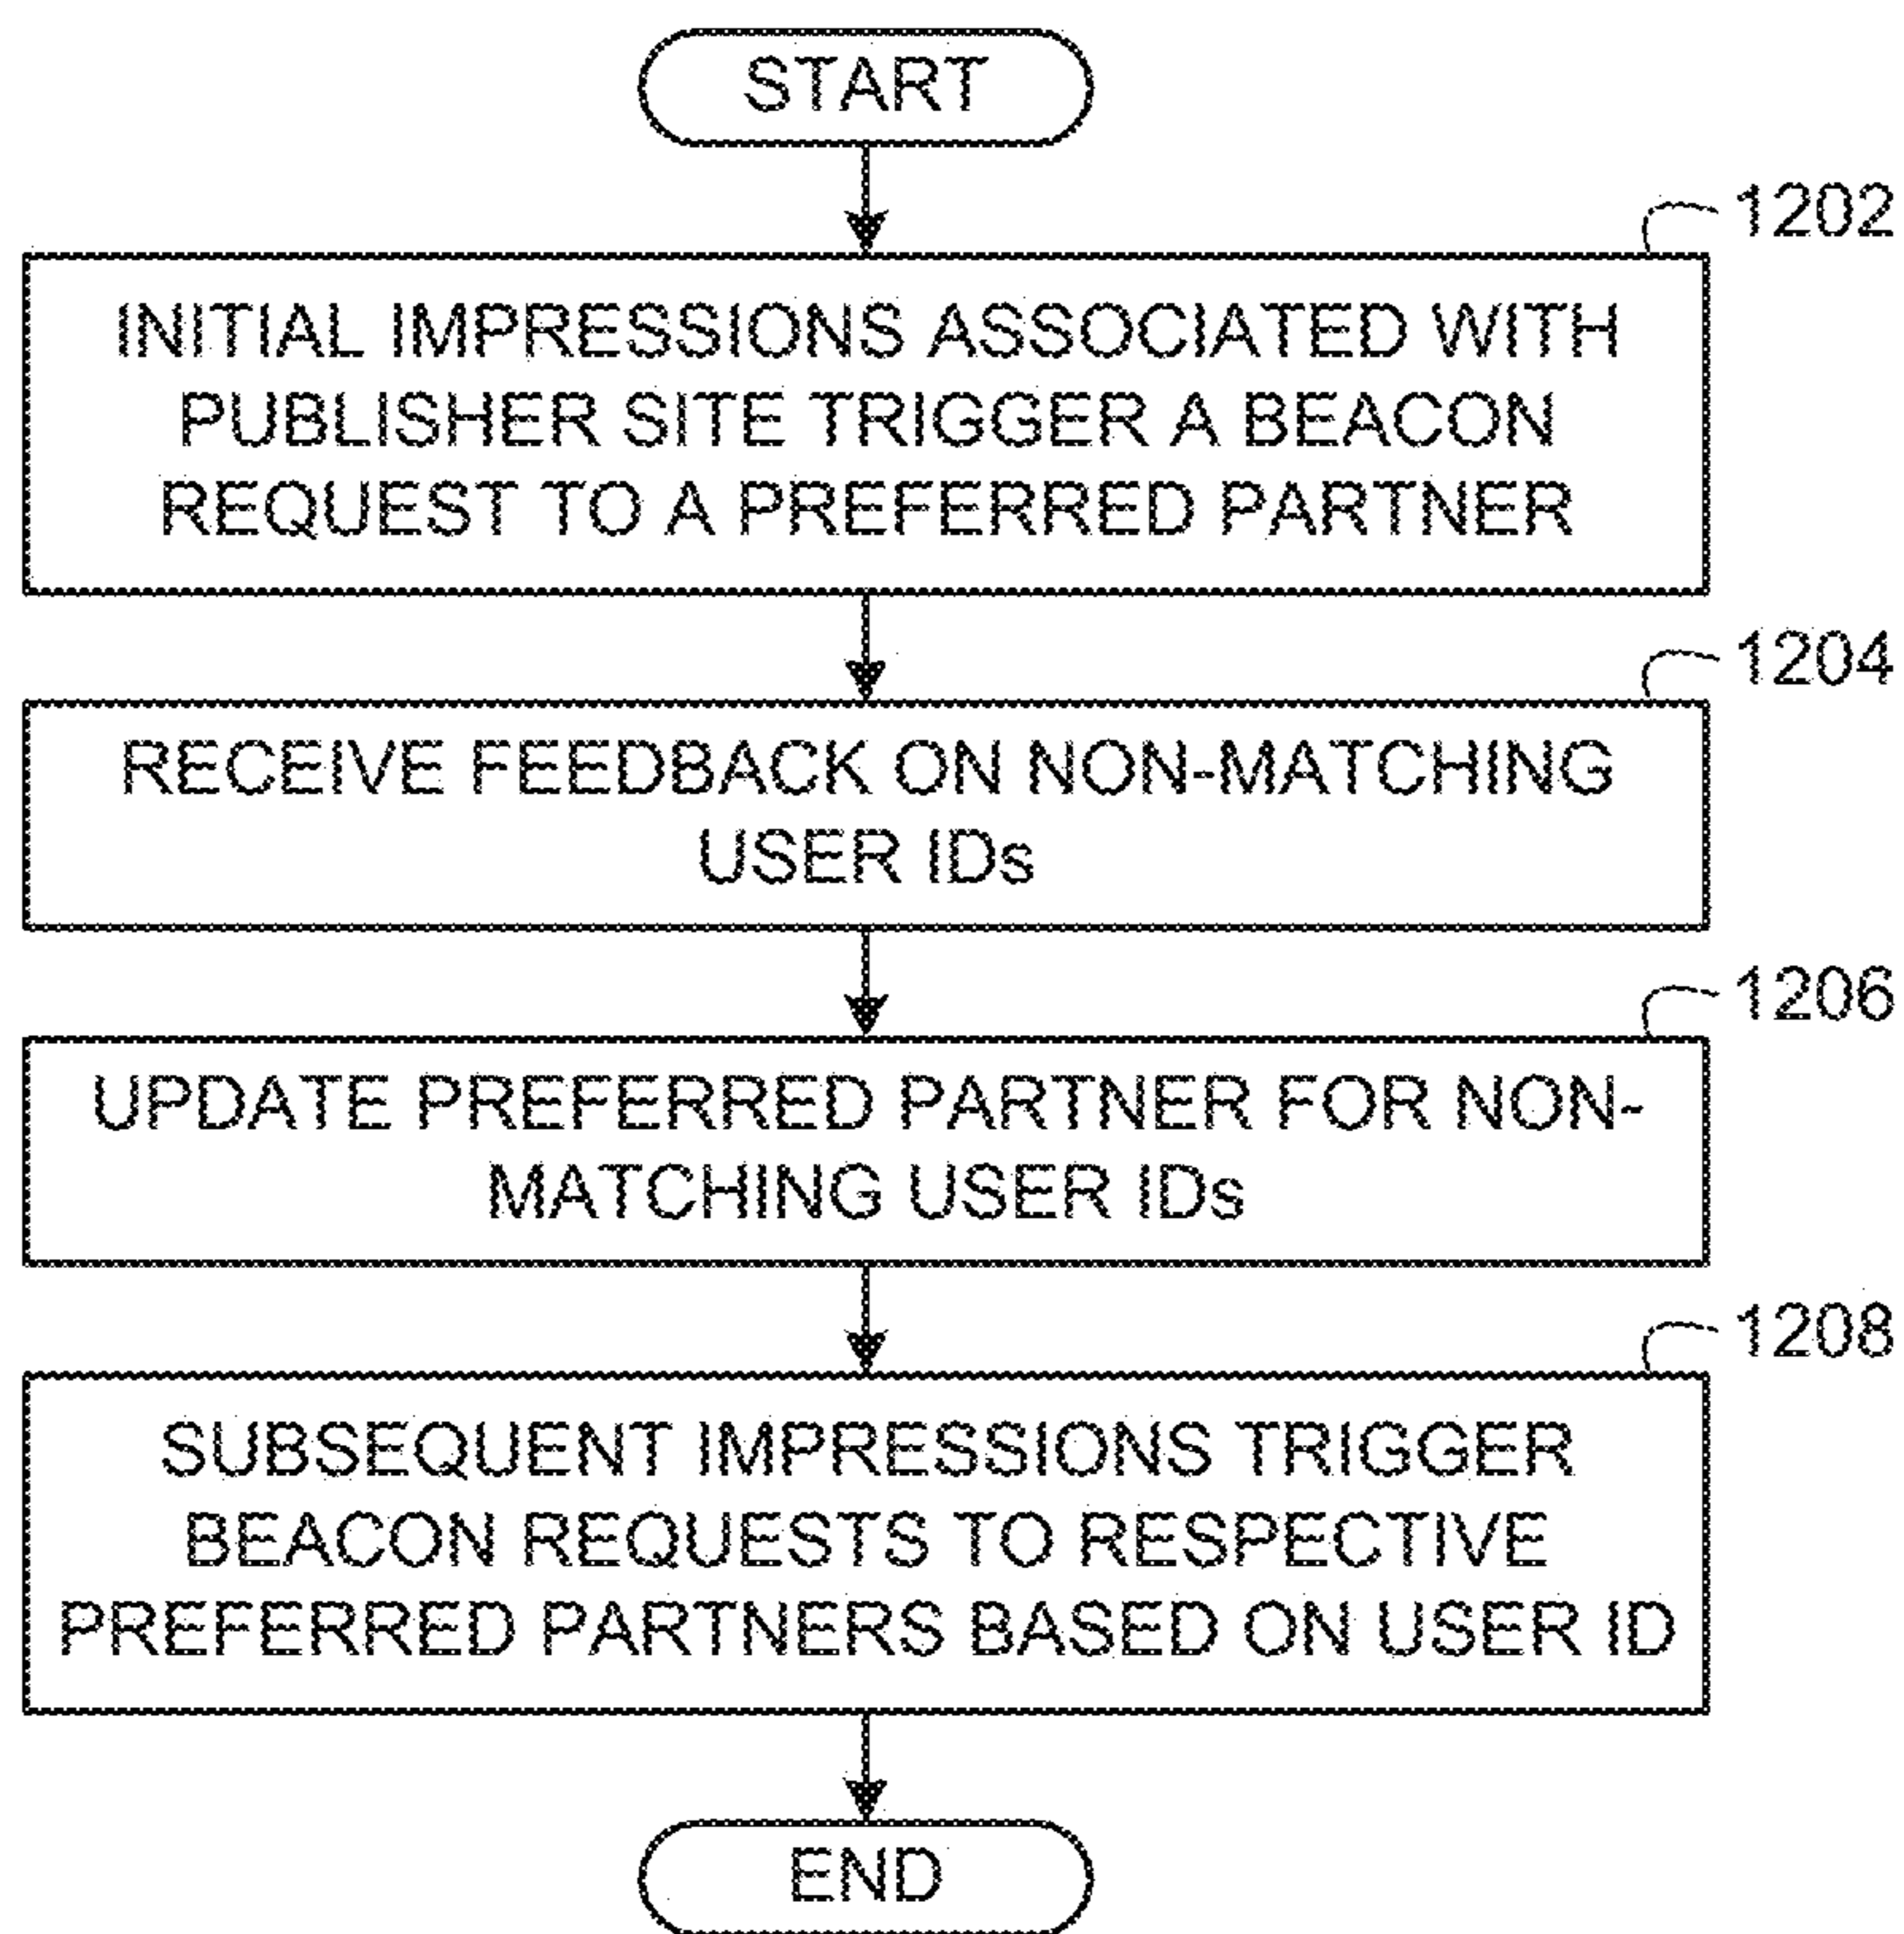 START
1202
INITIAL IMPRESSIONS ASSOCIATED WITH
PUBLISHER SITE TRIGGER A BEACON
REQUEST TO A PREFERRED PARTNER
1204
RECEIVE FEEDBACK ON NON-MATCHING
USER IDs
1206
UPDATE PREFERRED PARTNER FOR NON-
MATCHING USER IDs
1208
SUBSEQUENT IMPRESSIONS TRIGGER
BEACON REQUESTS TO RESPECTIVE
PREFERRED PARTNERS BASED ON USER ID
END